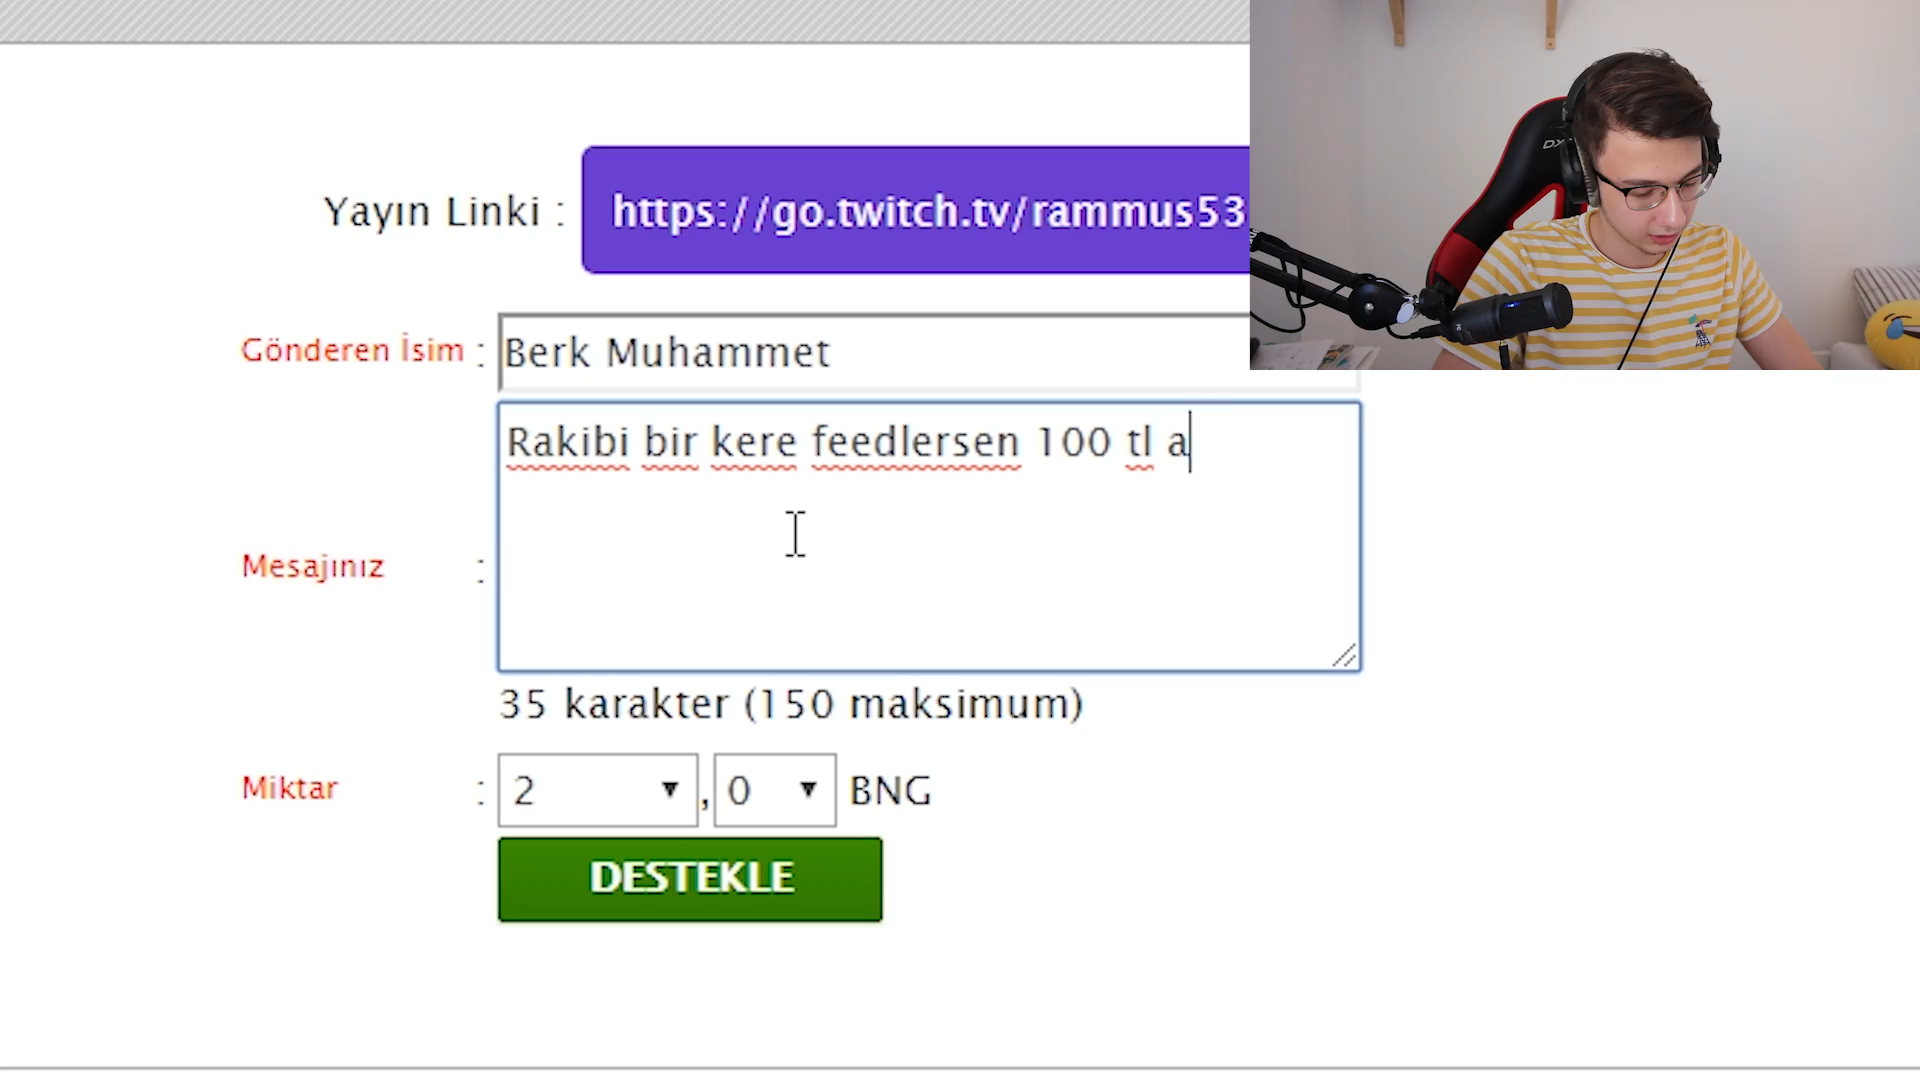 Yayın Linki : https://go.twitch.tv/rammus53
Gönderen İsim : Berk Muhammet
Mesajınız : Rakibi bir kere feedlersen 100 tl a
35 karakter (150 maksimum)
Miktar : 2 , 0 BNG
DESTEKLE
DX